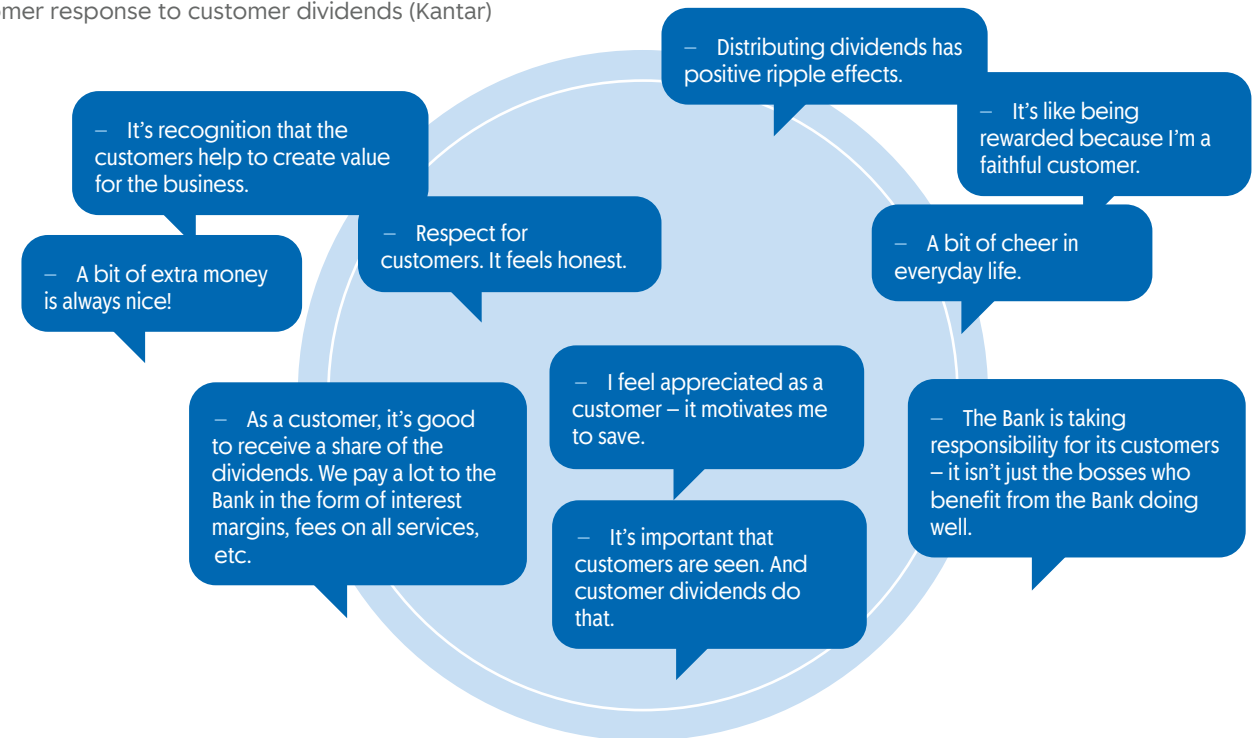 omer response to customer dividends (Kantar)
– Distributing dividends has
positive ripple effects.
– It’s like being
rewarded because I’m a
faithful customer.
– It’s recognition that the
customers help to create value
for the business.
– Respect for
customers. It feels honest.
– A bit of cheer in
everyday life.
– A bit of extra money
is always nice!
– I feel appreciated as a
customer – it motivates me
to save.
– As a customer, it’s good
to receive a share of the
dividends. We pay a lot to the
Bank in the form of interest
margins, fees on all services,
etc.
– The Bank is taking
responsibility for its customers
– it isn’t just the bosses who
benefit from the Bank doing
well.
– It’s important that
customers are seen. And
customer dividends do
that.